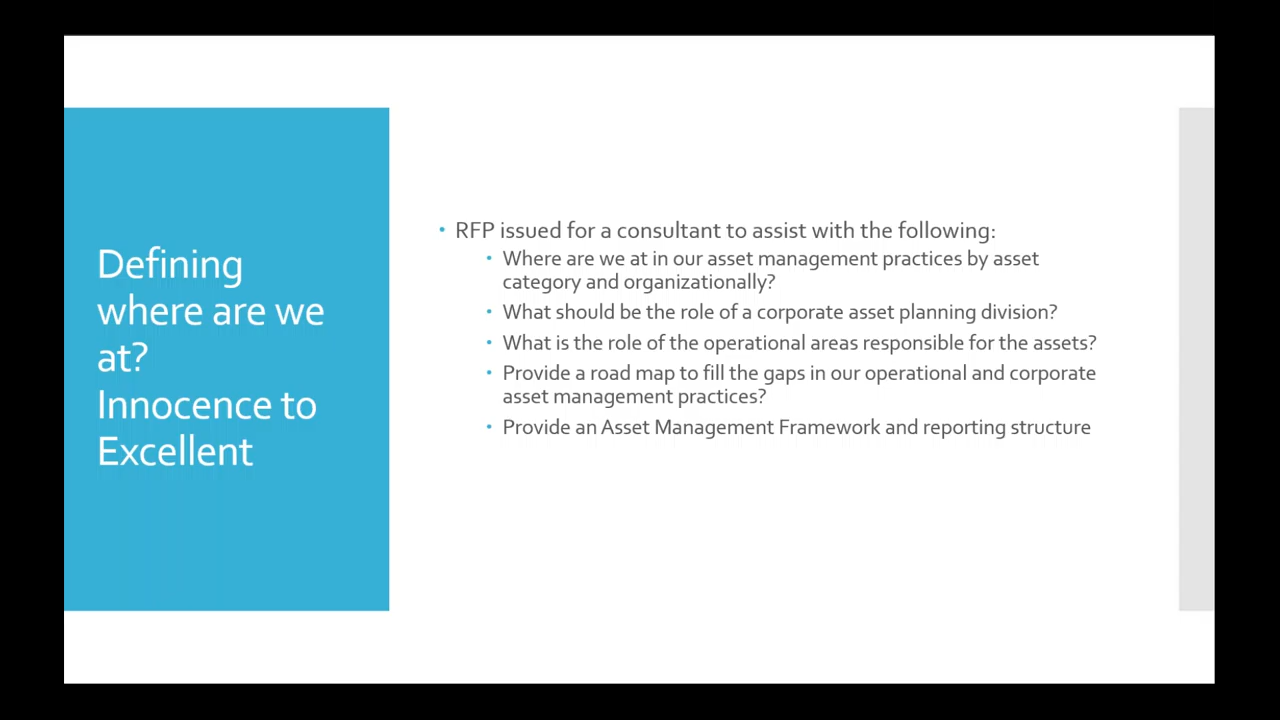 Defining
where are we
at?
Innocence to
Excellent
• RFP issued for a consultant to assist with the following:
• Where are we at in our asset management practices by asset
category and organizationally?
• What should be the role of a corporate asset planning division?
• What is the role of the operational areas responsible for the assets?
• Provide a road map to fill the gaps in our operational and corporate
asset management practices?
• Provide an Asset Management Framework and reporting structure